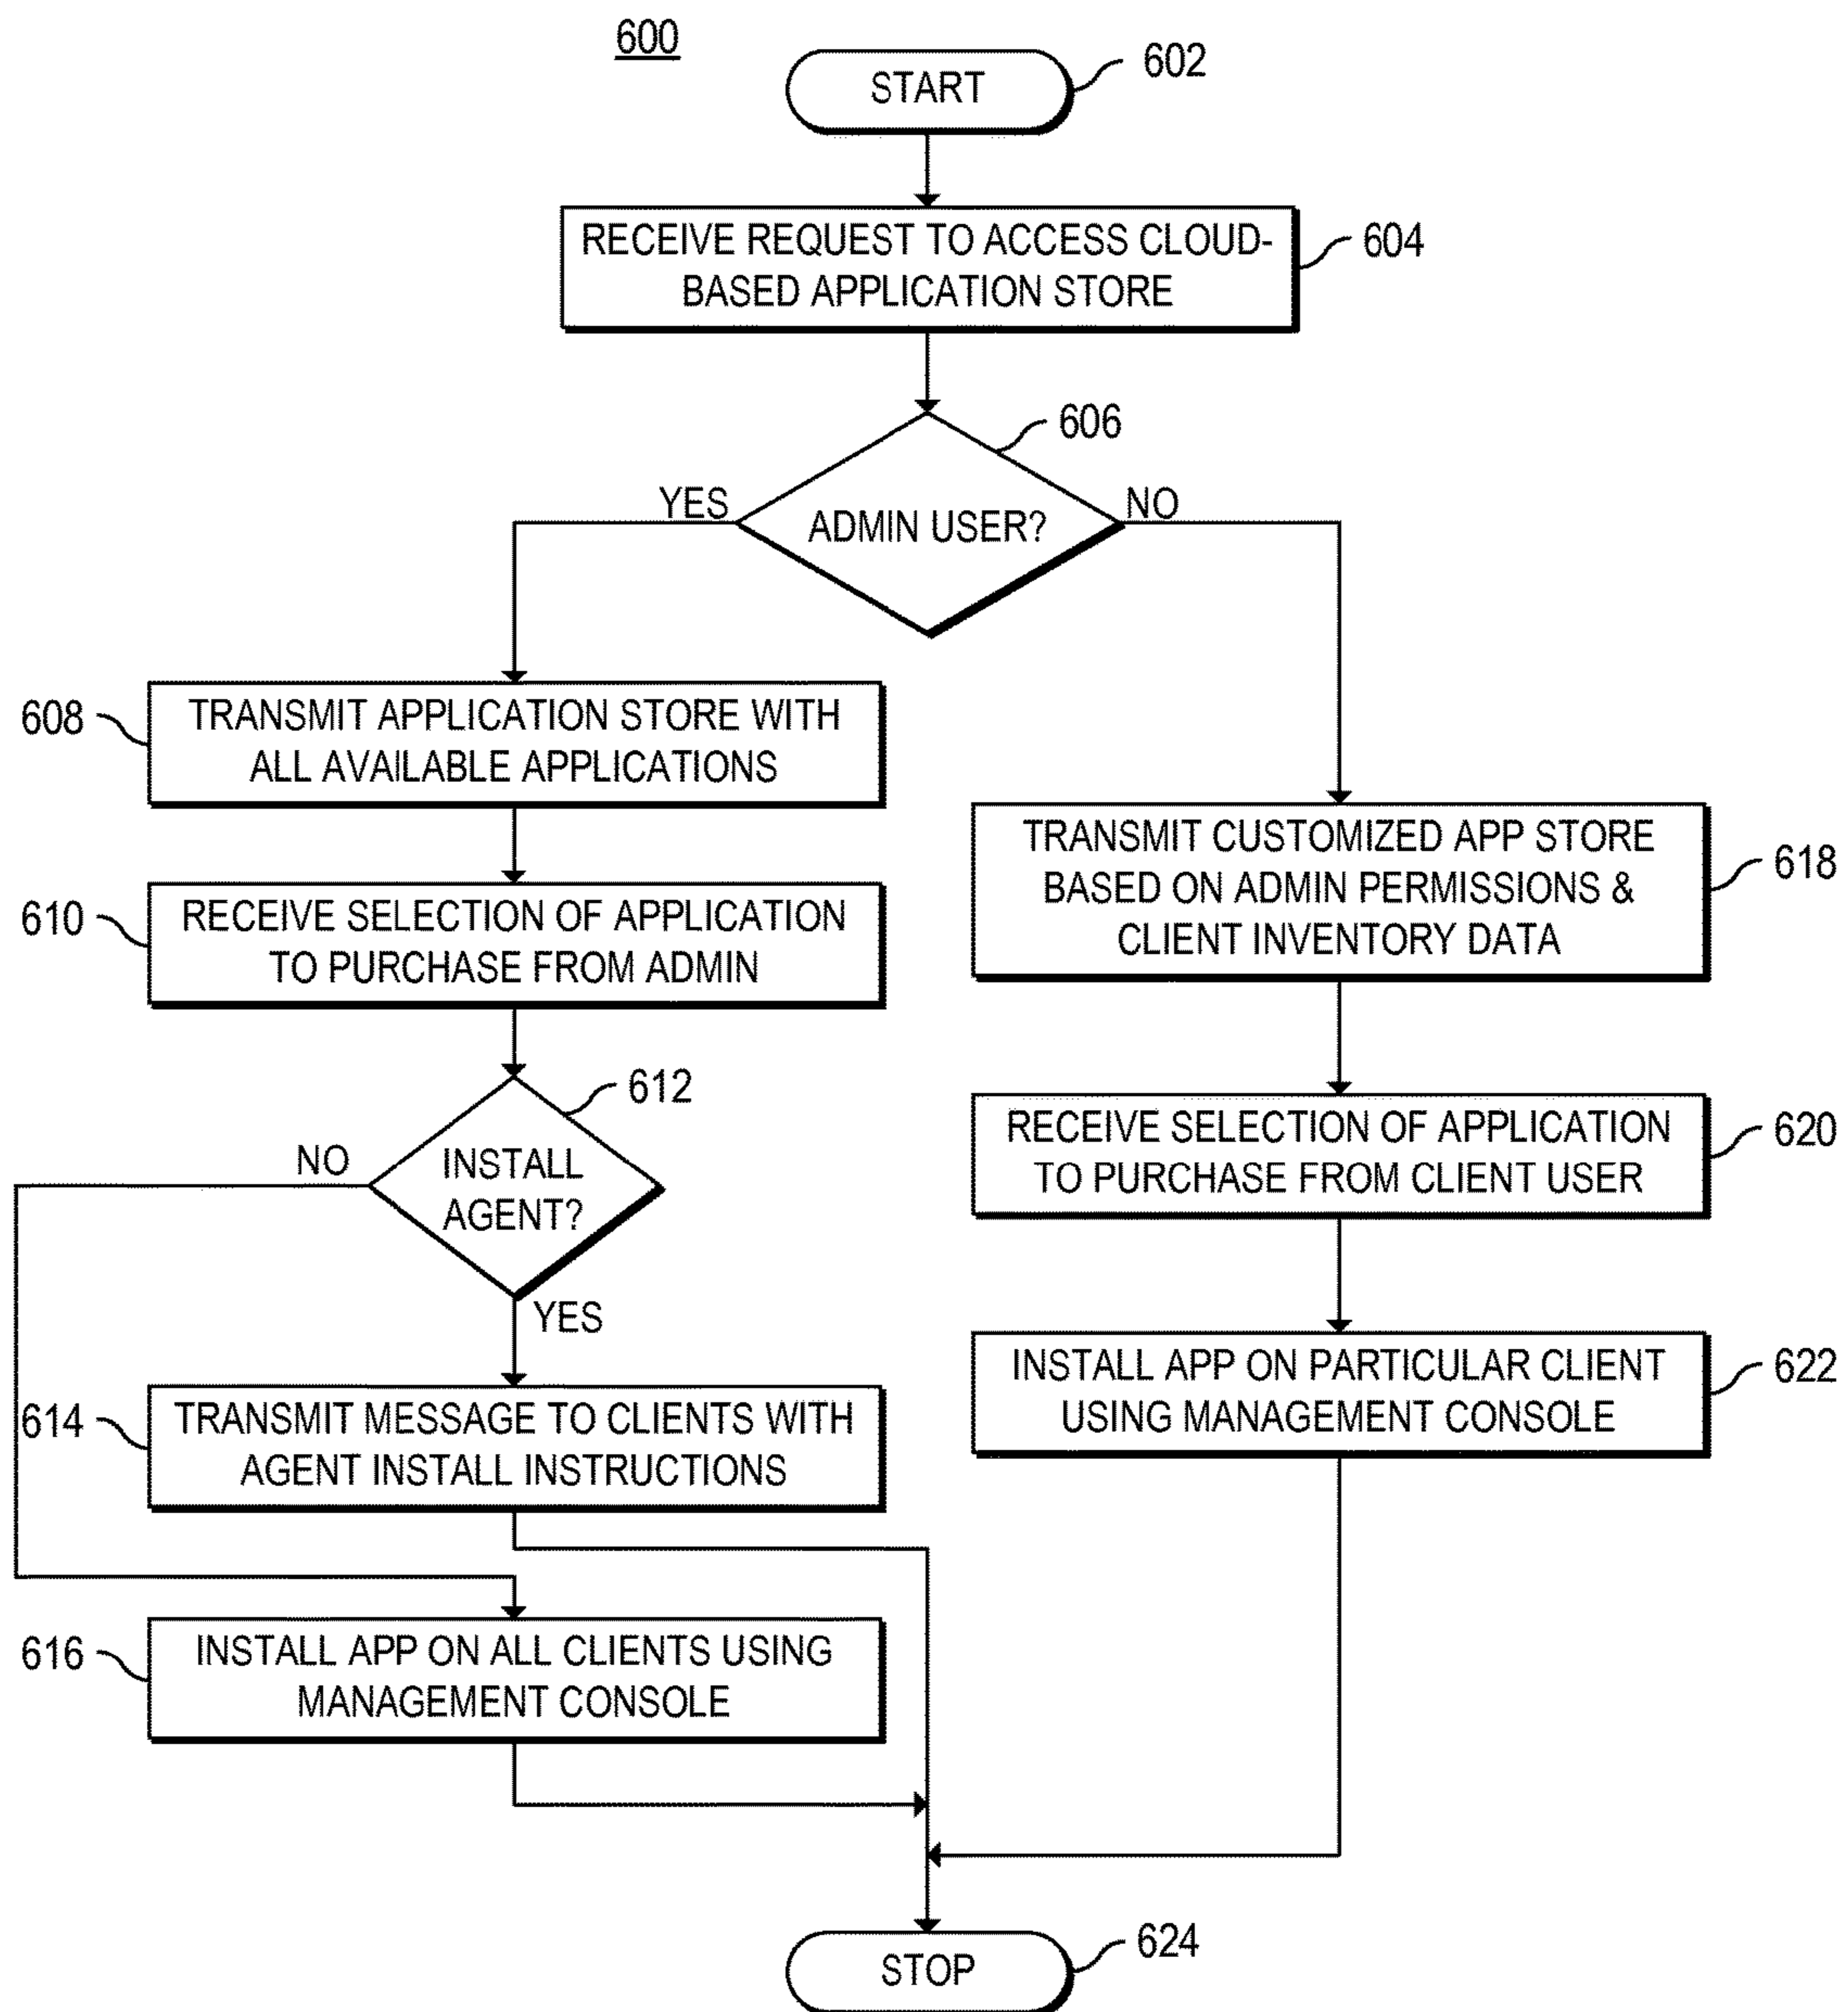 600
START
602
RECEIVE REQUEST TO ACCESS CLOUD-
BASED APPLICATION STORE
604
606
YES
ADMIN USER?
NO
608
TRANSMIT APPLICATION STORE WITH
ALL AVAILABLE APPLICATIONS
610
RECEIVE SELECTION OF APPLICATION
TO PURCHASE FROM ADMIN
612
NO
INSTALL
AGENT?
YES
614
TRANSMIT MESSAGE TO CLIENTS WITH
AGENT INSTALL INSTRUCTIONS
616
INSTALL APP ON ALL CLIENTS USING
MANAGEMENT CONSOLE
TRANSMIT CUSTOMIZED APP STORE
BASED ON ADMIN PERMISSIONS &
CLIENT INVENTORY DATA
618
RECEIVE SELECTION OF APPLICATION
TO PURCHASE FROM CLIENT USER
620
INSTALL APP ON PARTICULAR CLIENT
USING MANAGEMENT CONSOLE
622
STOP
624